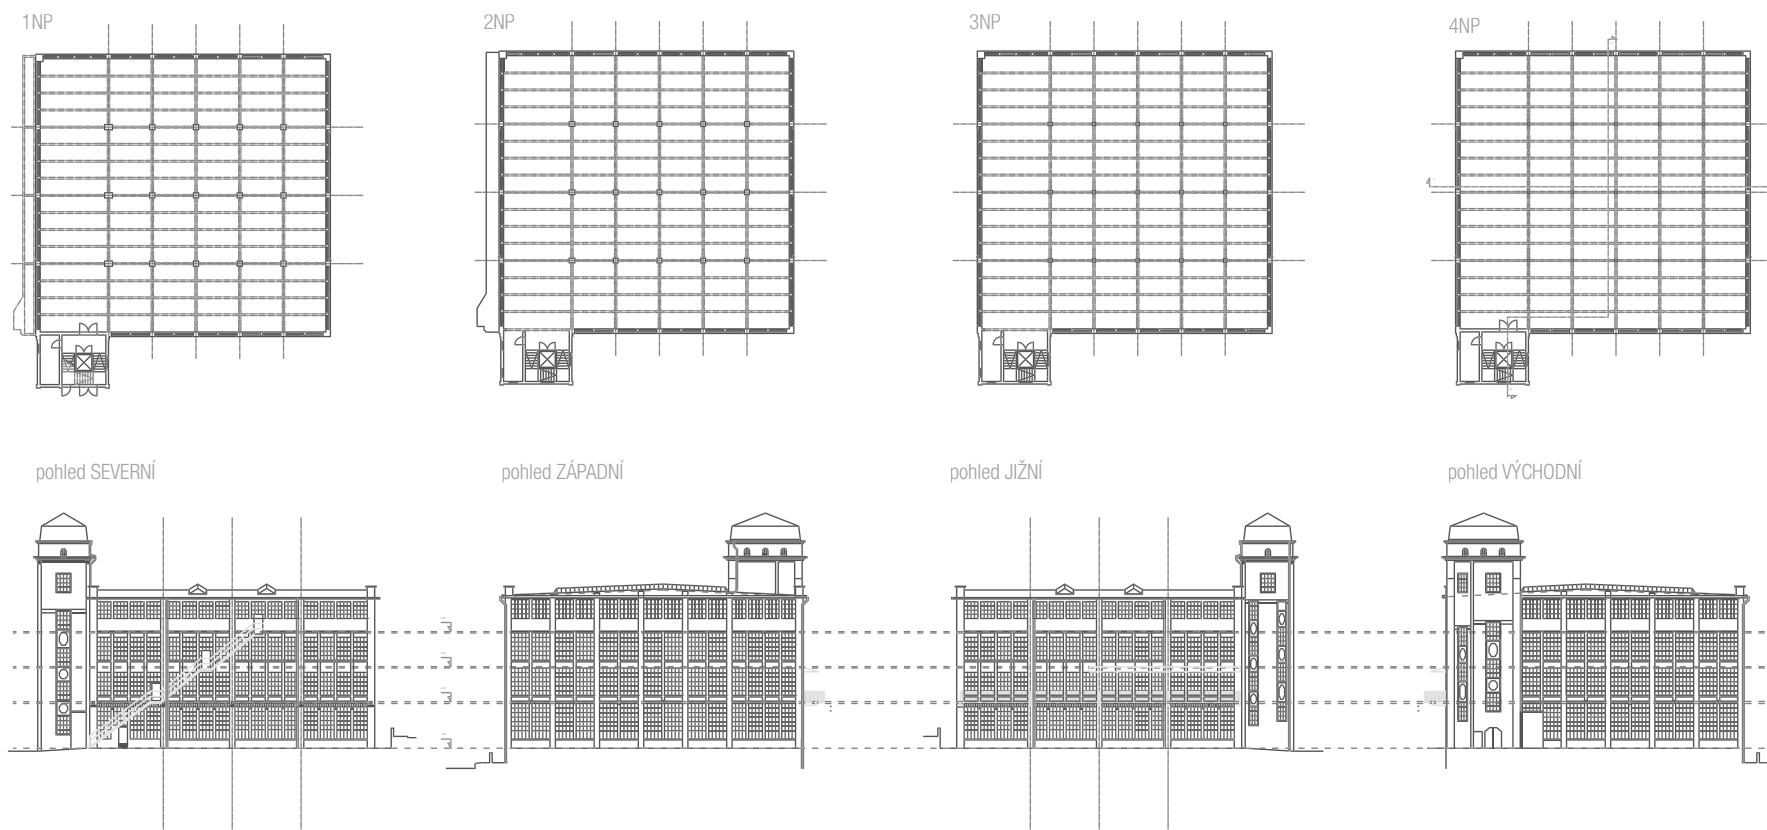 1NP
2NP
3NP
4NP
pohled SEVERNÍ
pohled ZÁPADNÍ
pohled JIŽNÍ
pohled VÝCHODNÍ